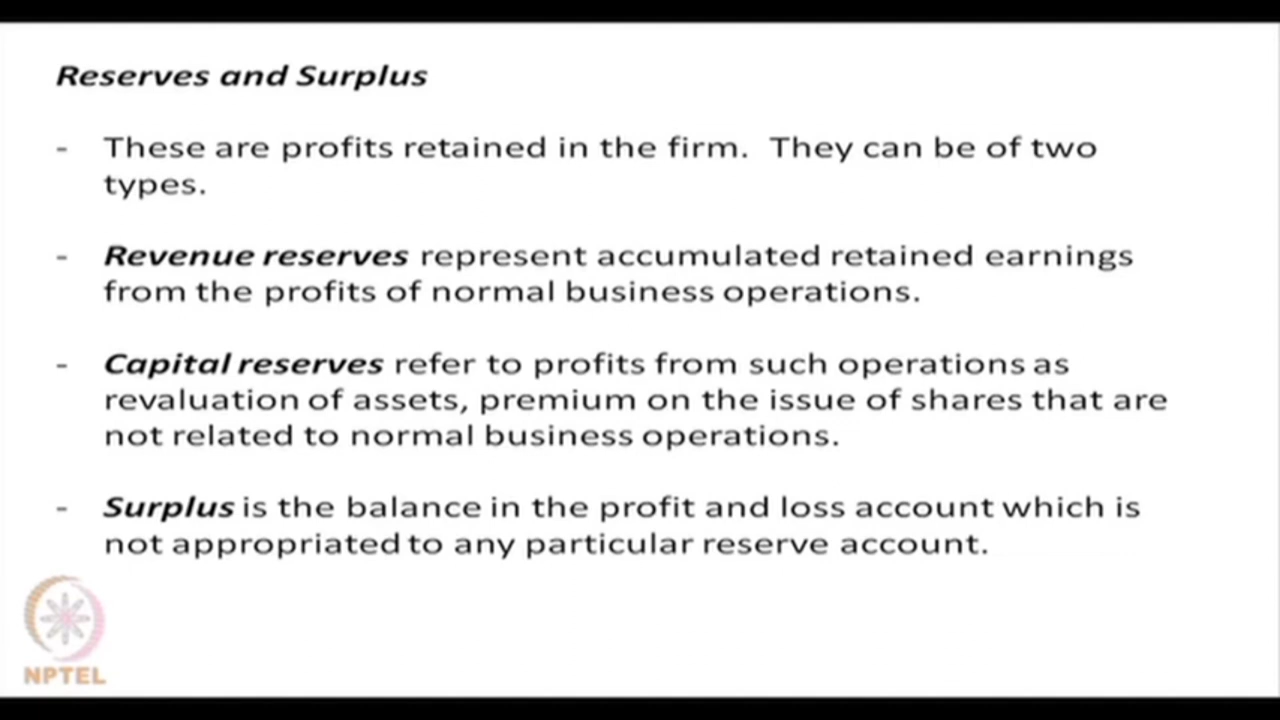 Reserves and Surplus
- These are profits retained in the firm. They can be of two
types.
- Revenue reserves represent accumulated retained earnings
from the profits of normal business operations.
- Capital reserves refer to profits from such operations as
revaluation of assets, premium on the issue of shares that are
not related to normal business operations.
- Surplus is the balance in the profit and loss account which is
not appropriated to any particular reserve account.
NPTEL